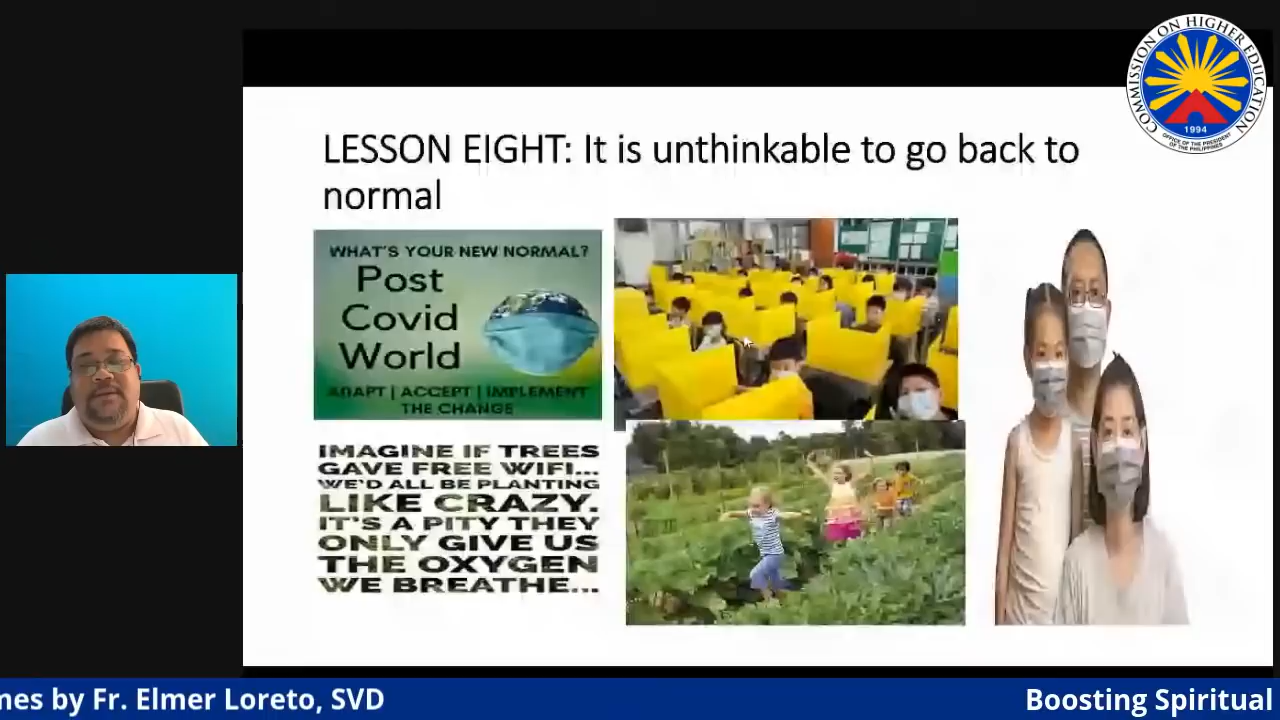 COMMISSION ON HIGHER EDUCATION
1994
OFFICE OF THE PRESIDENT
OF THE PHILIPPINES
LESSON EIGHT: It is unthinkable to go back to
normal
WHAT'S YOUR NEW NORMAL?
Post
Covid
World
ADAPT | ACCEPT | IMPLEMENT
THE CHANGE
IMAGINE IF TREES
GAVE FREE WIFI...
WE'D ALL BE PLANTING
LIKE CRAZY.
IT'S A PITY THEY
ONLY GIVE US
THE OXYGEN
WE BREATHE...
mes by Fr. Elmer Loreto, SVD
Boosting Spiritual